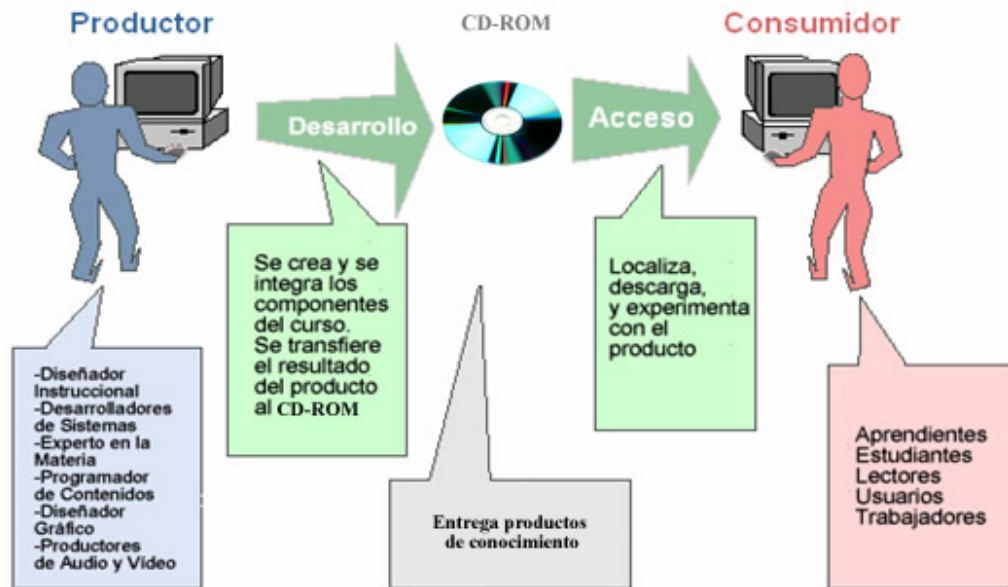 Productor
CD-ROM
Consumidor
Desarrollo
Acceso
Se crea y se
integra los
componentes
del curso.
Se transfiere
el resultado
del producto
al CD-ROM
Localiza,
descarga,
y experimenta
con el
producto
-Diseñador
Instruccional
-Desarrolladores
de Sistemas
-Experto en la
Materia
-Programador
de Contenidos
-Diseñador
Gráfico
-Productores
de Audio y Video
Entrega productos
de conocimiento
Aprendientes
Estudiantes
Lectores
Usuarios
Trabajadores